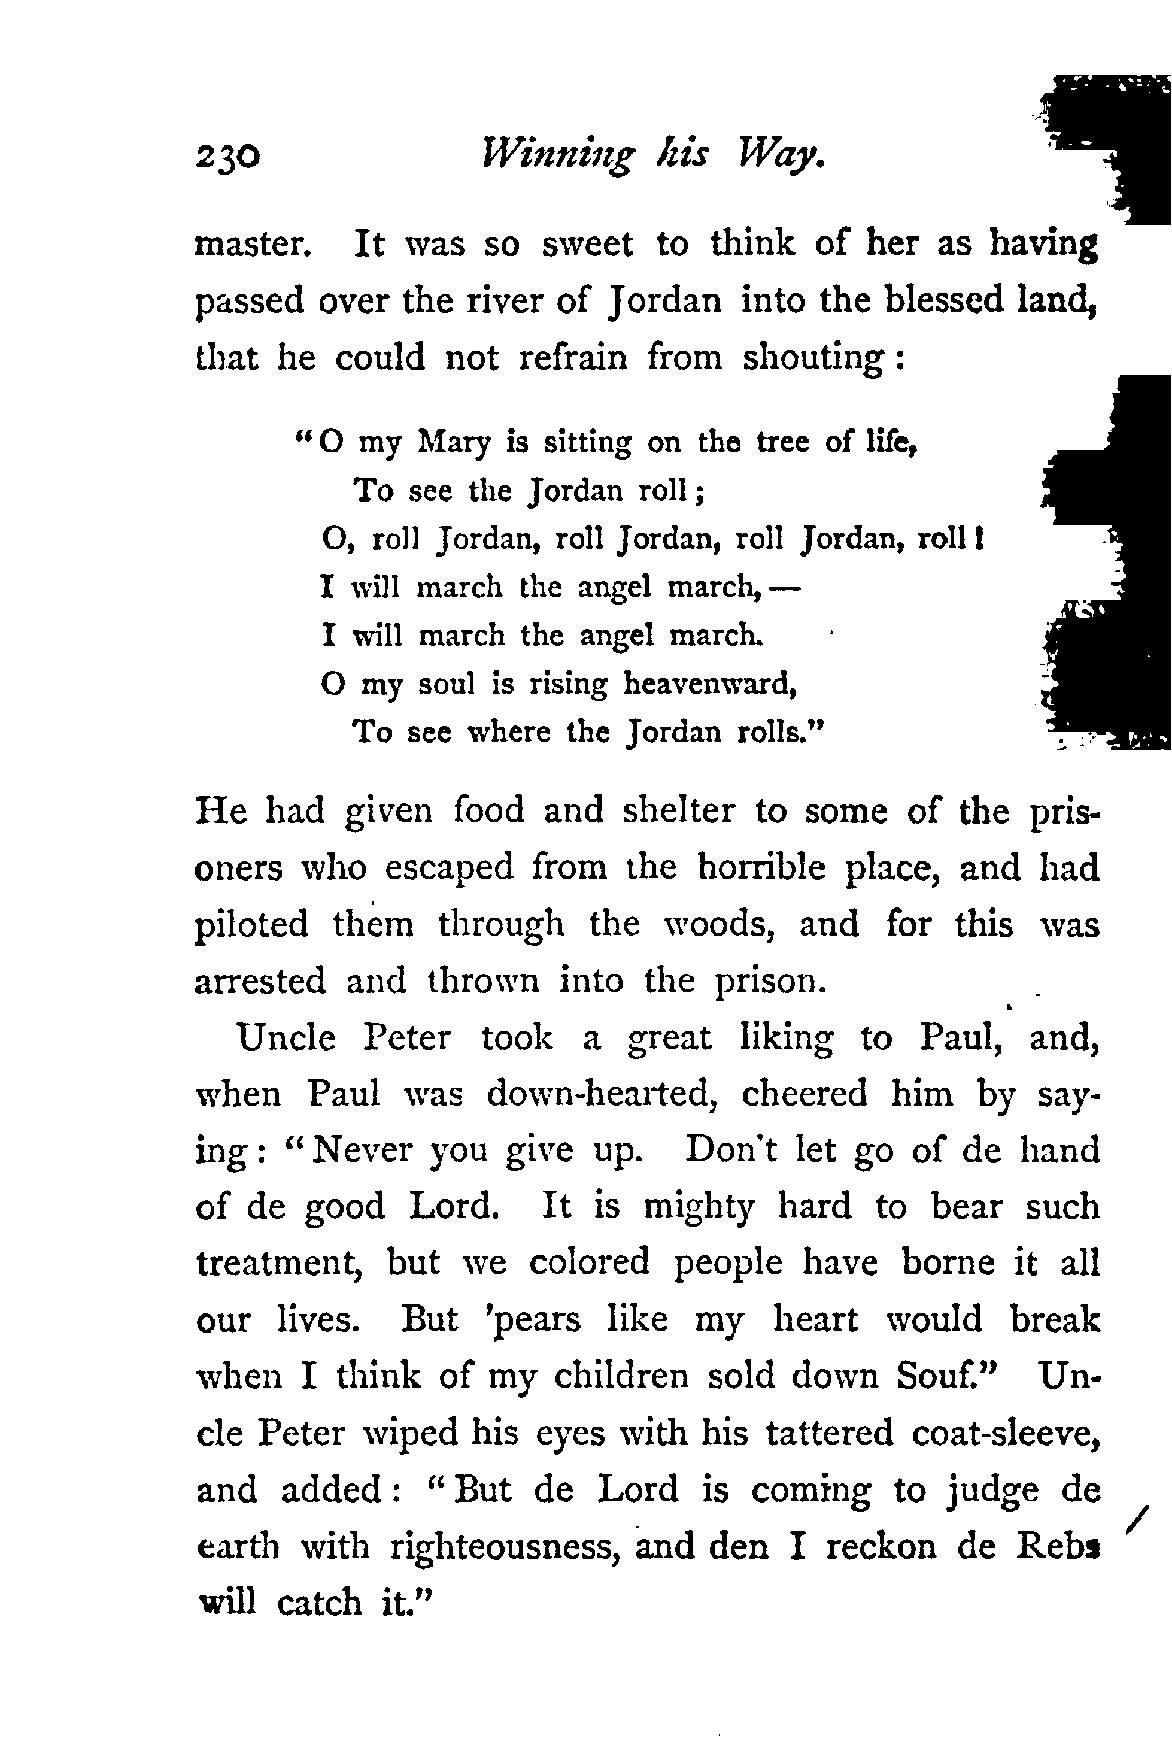 230 Winning his Way.
master. It was so sweet to think of her as having
passed over the river of Jordan into the blessed land,
that he could not refrain from shouting :
"O my Mary is sitting on the tree of life,
To see the Jordan roll ;
O, roll Jordan, roll Jordan, roll Jordan, roll!
I will march the angel march,—
I will march the angel march.
O my soul is rising heavenward,
To see where the Jordan rolls."
He had given food and shelter to some of the pris-
oners who escaped from the horrible place, and had
piloted them through the woods, and for this was
arrested and thrown into the prison.
Uncle Peter took a great liking to Paul, and,
when Paul was down-hearted, cheered him by say-
ing : "Never you give up. Don't let go of de hand
of de good Lord. It is mighty hard to bear such
treatment, but we colored people have borne it all
our lives. But 'pears like my heart would break
when I think of my children sold down Souf." Un-
cle Peter wiped his eyes with his tattered coat-sleeve,
and added : "But de Lord is coming to judge de
earth with righteousness, and den I reckon de Rebs
will catch it."